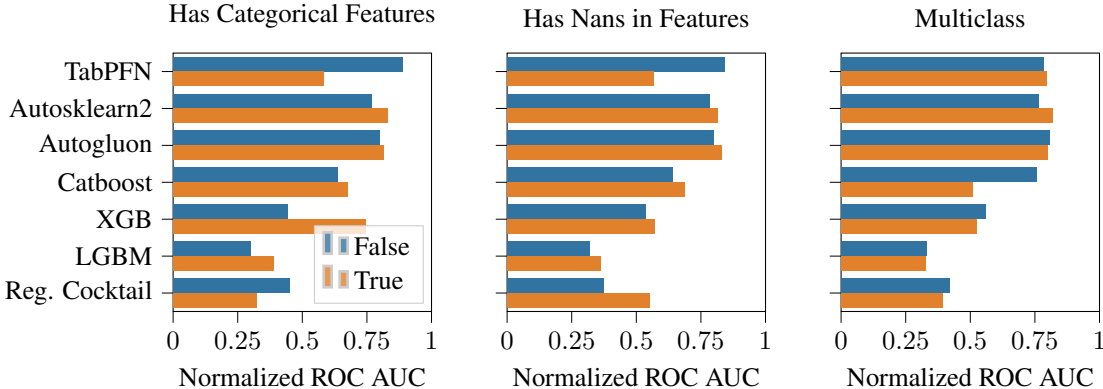 Has Categorical Features
Has Nans in Features
Multiclass
TabPFN
Autosklearn2
Autogluon
Catboost
XGB
LGBM
Reg. Cocktail
False
True
0 0.25 0.5 0.75 1
0 0.25 0.5 0.75 1
0 0.25 0.5 0.75 1
Normalized ROC AUC
Normalized ROC AUC
Normalized ROC AUC